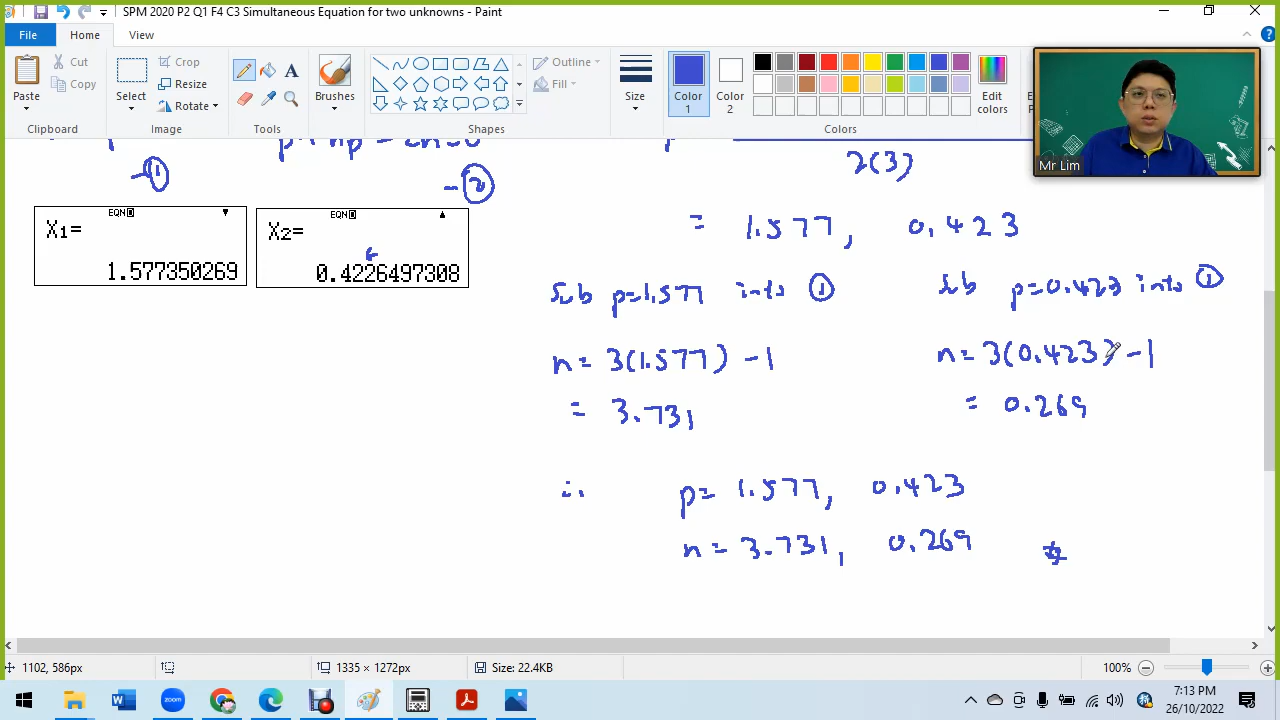 SPM 2020 P2 Q1 F4 C3 Simultaneous Equation for two unknowns - Paint
File Home View
Paste Cut Copy
Select Crop Resize Rotate
Brushes
Outline Fill
Size
Color 1
Color 2
Edit colors
Clipboard Image Tools Shapes Colors
Mr Lim
2(3)
-①
-②
EQN
X1=
1.577350269
EQN
X2=
0.4226497308
= 1.577, 0.423
Sub p=1.577 into ①
n = 3(1.577) -1
= 3.731
Sub p=0.423 into ①
n = 3(0.423) -1
= 0.269
∴ p= 1.577, 0.423
n = 3.731, 0.269
1102, 586px
1335 × 1272px
Size: 22.4KB
100%
7:13 PM
26/10/2022